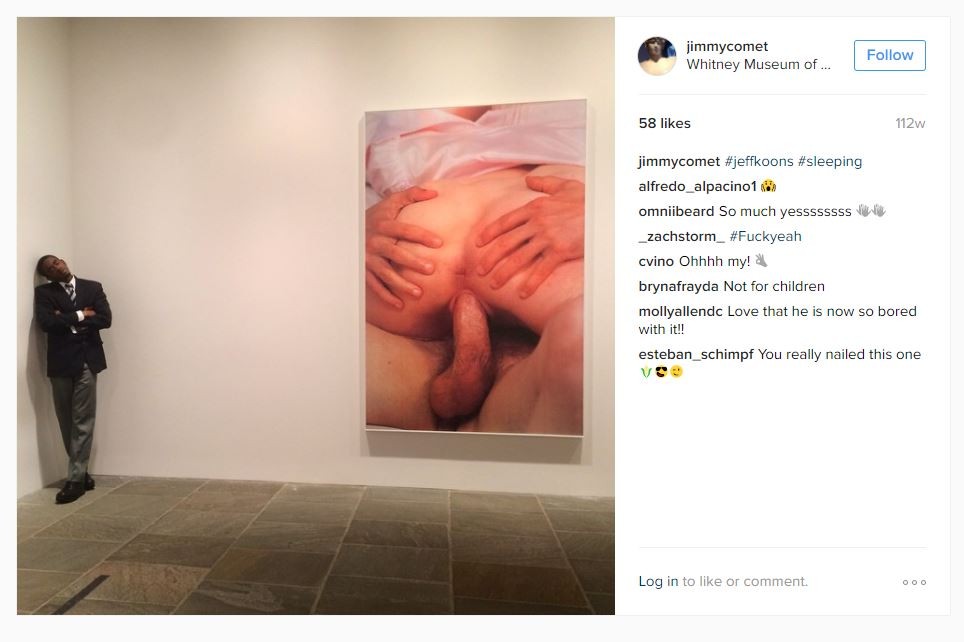 jimmycomet
Whitney Museum of ...
Follow
58 likes
112w
jimmycomet #jeffkoons #sleeping
alfredo_alpacino1 😱
omniibeard So much yessssssss 👋👋
_zachstorm_ #Fuckyeah
cvino Ohhhh my! 👌
brynafrayda Not for children
mollyallendc Love that he is now so bored
with it!!
esteban_schimpf You really nailed this one
🌽😎😉
Log in to like or comment.